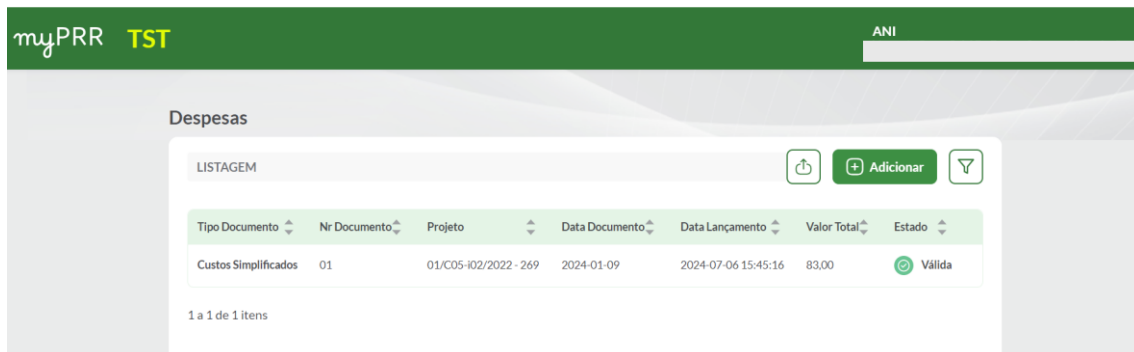 myPRR TST
ANI
Despesas
LISTAGEM
Adicionar
Tipo Documento Nr Documento Projeto Data Documento Data Lançamento Valor Total Estado
Custos Simplificados 01 01/C05-i02/2022 - 269 2024-01-09 2024-07-06 15:45:16 83,00 Válida
1 a 1 de 1 itens